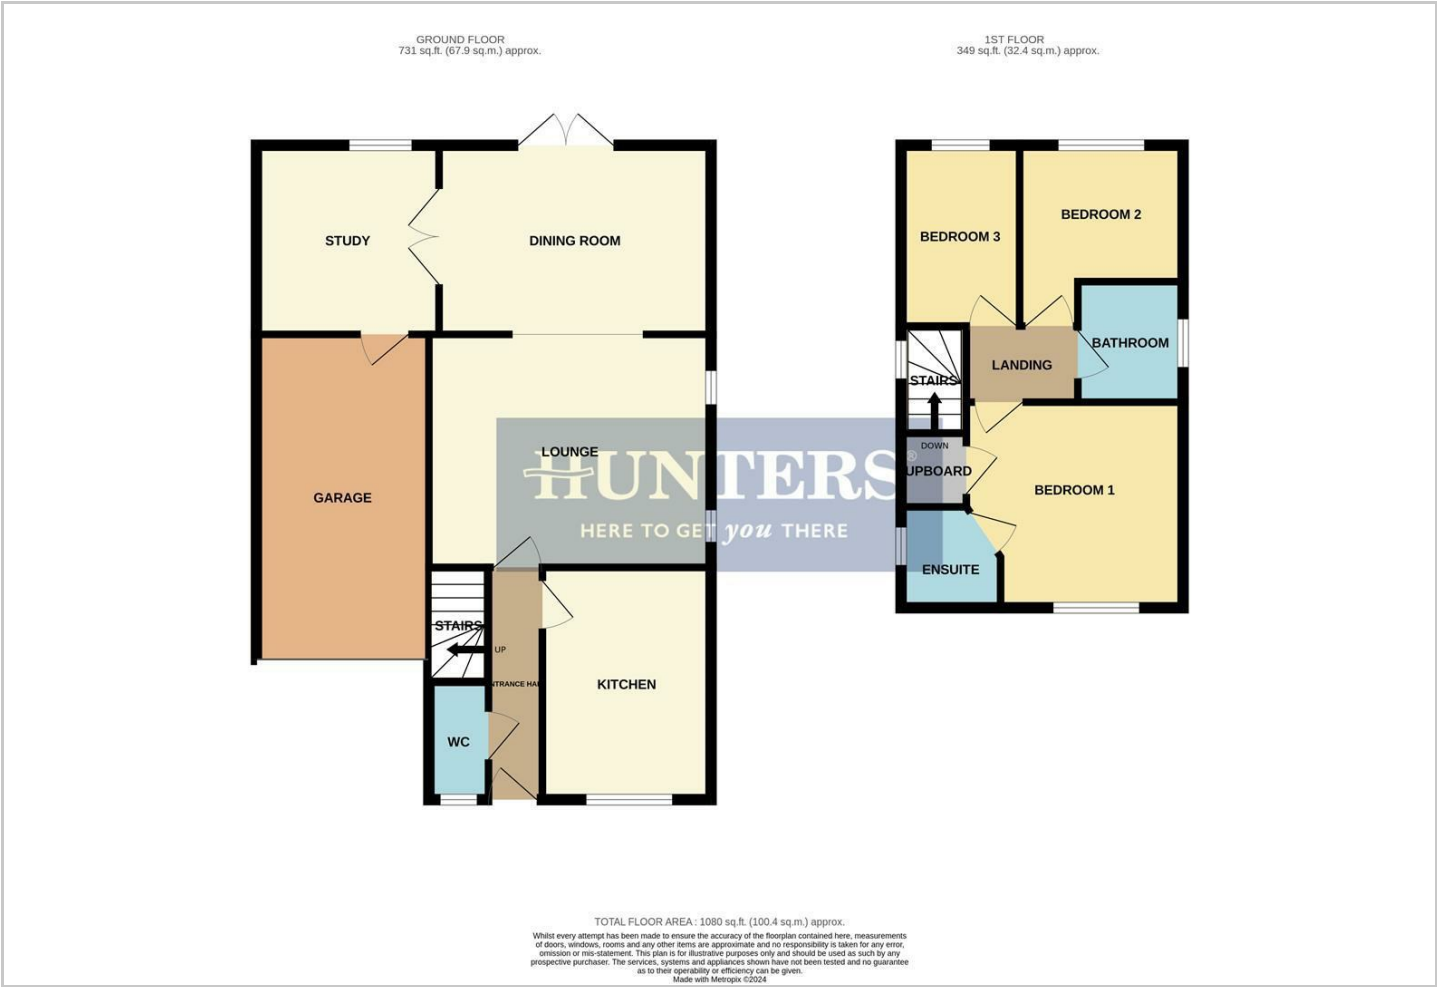 GROUND FLOOR
731 sq.ft. (67.9 sq.m.) approx.
1ST FLOOR
349 sq.ft. (32.4 sq.m.) approx.
STUDY
DINING ROOM
BEDROOM 3
BEDROOM 2
BATHROOM
LANDING
STAIRS
DOWN
UPBOARD
BEDROOM 1
ENSUITE
LOUNGE
GARAGE
HUNTERS®
HERE TO GET you THERE
STAIRS
UP
NTRANCE HA
KITCHEN
WC
TOTAL FLOOR AREA : 1080 sq.ft. (100.4 sq.m.) approx.
Whilst every attempt has been made to ensure the accuracy of the floorplan contained here, measurements
of doors, windows, rooms and any other items are approximate and no responsibility is taken for any error,
omission or mis-statement. This plan is for illustrative purposes only and should be used as such by any
prospective purchaser. The services, systems and appliances shown have not been tested and no guarantee
as to their operability or efficiency can be given.
Made with Metropix ©2024